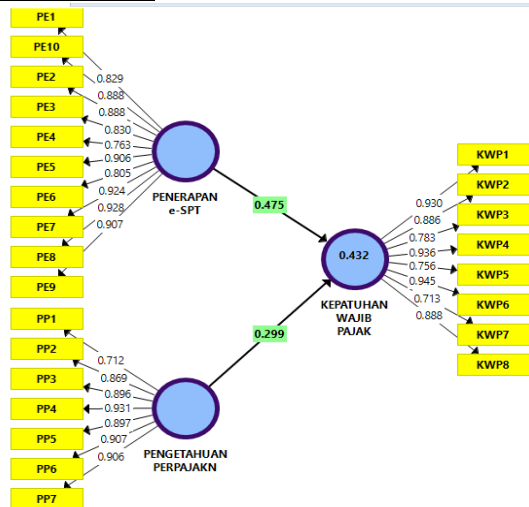 PE1
PE10
PE2
PE3
PE4
PE5
PE6
PE7
PE8
PE9
0.829
0.888
0.888
0.830
0.763
0.906
0.805
0.924
0.928
0.907
PENERAPAN
e-SPT
0.475
PP1
PP2
PP3
PP4
PP5
PP6
PP7
0.712
0.869
0.896
0.931
0.897
0.907
0.906
PENGETAHUAN
PERPAJAKN
0.299
0.432
KEPATUHAN
WAJIB
PAJAK
0.930
0.886
0.783
0.936
0.756
0.945
0.713
0.888
KWP1
KWP2
KWP3
KWP4
KWP5
KWP6
KWP7
KWP8